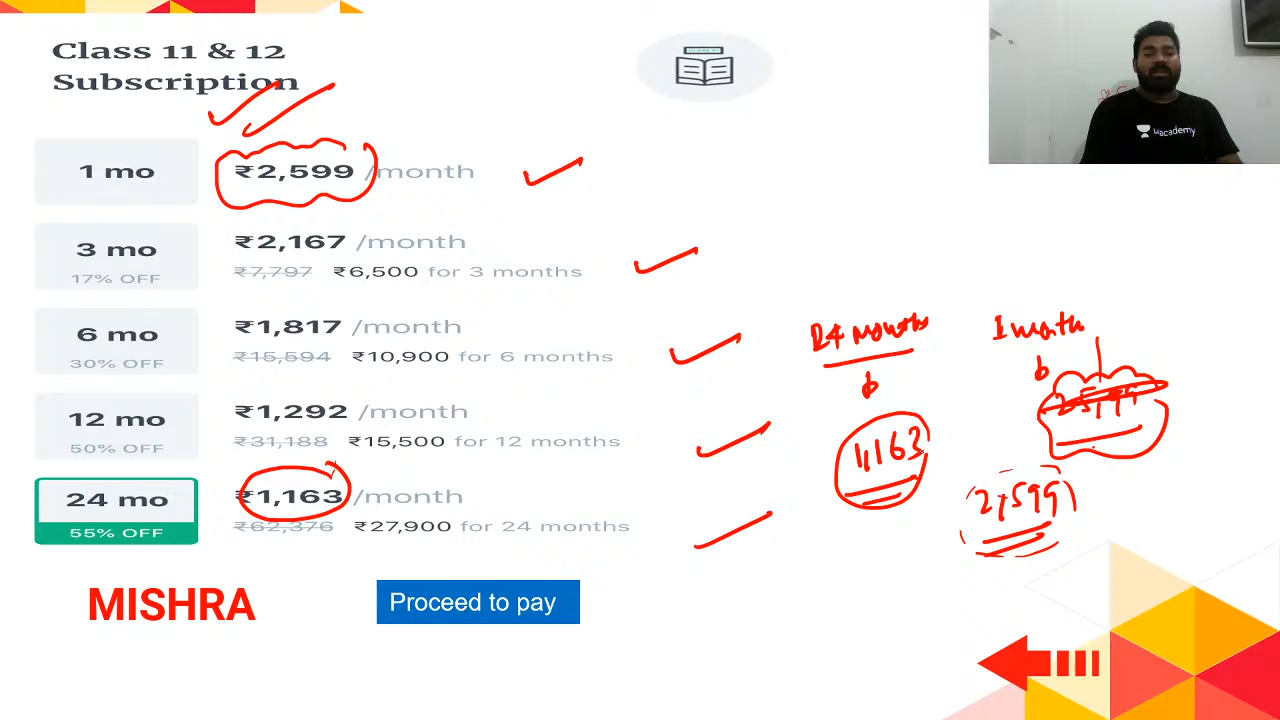 Class 11 & 12
Subscription
1 mo
₹2,599 /month
3 mo
17% OFF
₹2,167 /month
₹7,797 ₹6,500 for 3 months
6 mo
30% OFF
₹1,817 /month
₹15,594 ₹10,900 for 6 months
12 mo
50% OFF
₹1,292 /month
₹31,188 ₹15,500 for 12 months
24 mo
55% OFF
₹1,163 /month
₹62,376 ₹27,900 for 24 months
24 months
1163
1 month
2,599
MISHRA
Proceed to pay
unacademy